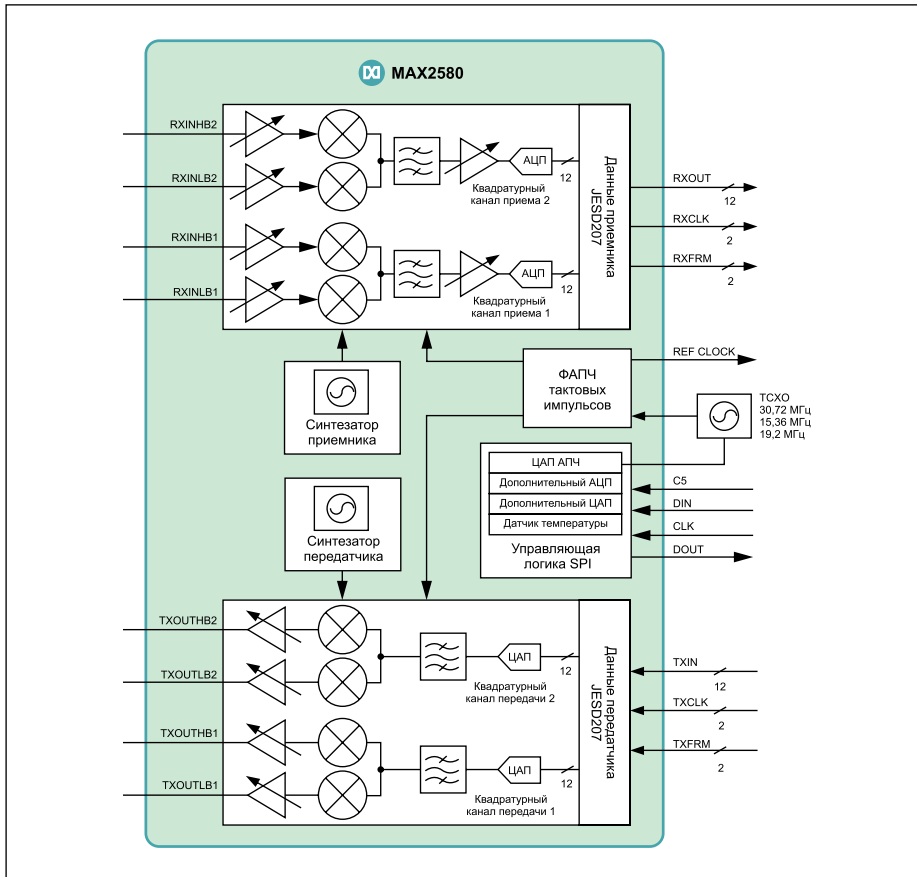 MAX2580
RXINHB2
RXINLB2
RXINHB1
RXINLB1
АЦП
12
Квадратурный
канал приема 2
АЦП
12
Квадратурный
канал приема 1
Данные приемника
JESD207
RXOUT
12
RXCLK
2
RXFRM
2
Синтезатор
приемника
ФАПЧ
тактовых
импульсов
REF CLOCK
TCXO
30,72 МГц
15,36 МГц
19,2 МГц
ЦАП АПЧ
Дополнительный АЦП
Дополнительный ЦАП
Датчик температуры
Управляющая
логика SPI
C5
DIN
CLK
DOUT
Синтезатор
передатчика
TXOUTHB2
TXOUTLB2
TXOUTHB1
TXOUTLB1
ЦАП
12
Квадратурный
канал передачи 2
ЦАП
12
Квадратурный
канал передачи 1
Данные передатчика
JESD207
TXIN
12
TXCLK
2
TXFRM
2